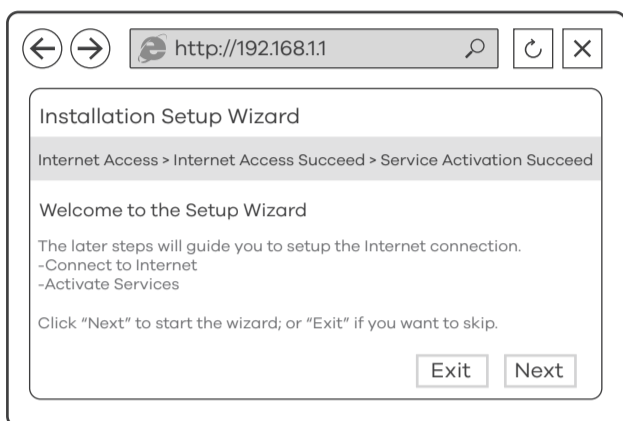 http://192.168.1.1
Installation Setup Wizard
Internet Access > Internet Access Succeed > Service Activation Succeed
Welcome to the Setup Wizard
The later steps will guide you to setup the Internet connection.
-Connect to Internet
-Activate Services
Click “Next” to start the wizard; or “Exit” if you want to skip.
Exit Next